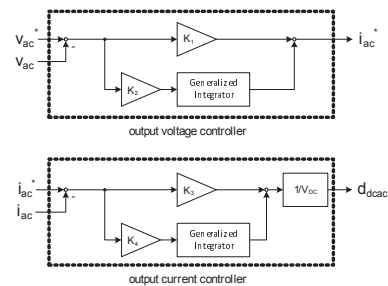 v_ac^*
K_1
i_ac^*
-
v_ac
K_2
Generalized
Integrator
output voltage controller
i_ac^*
K_3
1/V_DC
d_dcac
-
i_ac
K_4
Generalized
Integrator
output current controller